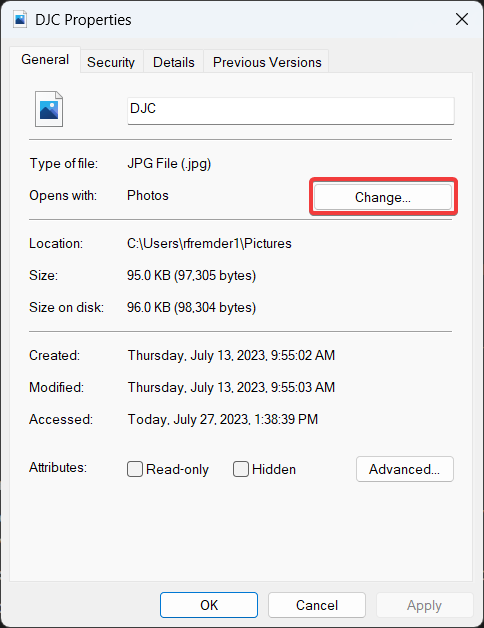 DJC Properties
General Security Details Previous Versions
DJC
Type of file: JPG File (.jpg)
Opens with: Photos Change...
Location: C:\Users\rfremder1\Pictures
Size: 95.0 KB (97,305 bytes)
Size on disk: 96.0 KB (98,304 bytes)
Created: Thursday, July 13, 2023, 9:55:02 AM
Modified: Thursday, July 13, 2023, 9:55:03 AM
Accessed: Today, July 27, 2023, 1:38:39 PM
Attributes: Read-only Hidden Advanced...
OK Cancel Apply